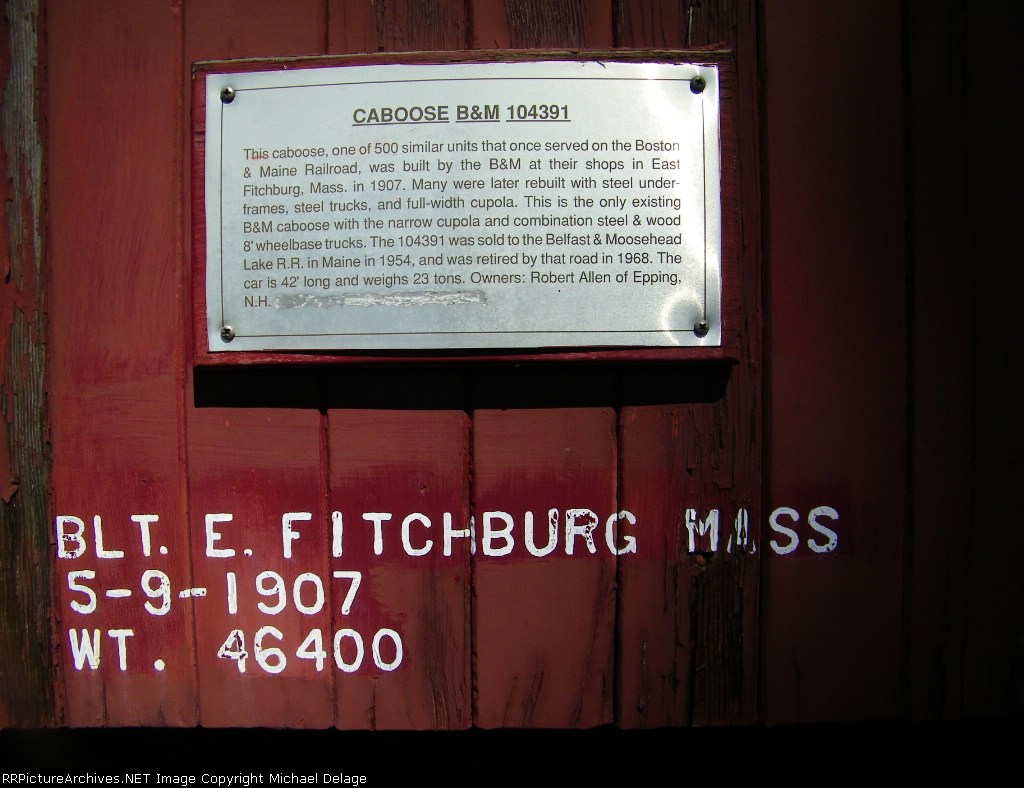 CABOOSE B&M 104391
This caboose, one of 500 similar units that once served on the Boston
& Maine Railroad, was built by the B&M at their shops in East
Fitchburg, Mass. in 1907. Many were later rebuilt with steel under-
frames, steel trucks, and full-width cupola. This is the only existing
B&M caboose with the narrow cupola and combination steel & wood
8' wheelbase trucks. The 104391 was sold to the Belfast & Moosehead
Lake R.R. in Maine in 1954, and was retired by that road in 1968. The
car is 42' long and weighs 23 tons. Owners: Robert Allen of Epping,
N.H.
BLT. E. FITCHBURG MASS
5-9-1907
WT. 46400
RRPictureArchives.NET Image Copyright Michael Delage